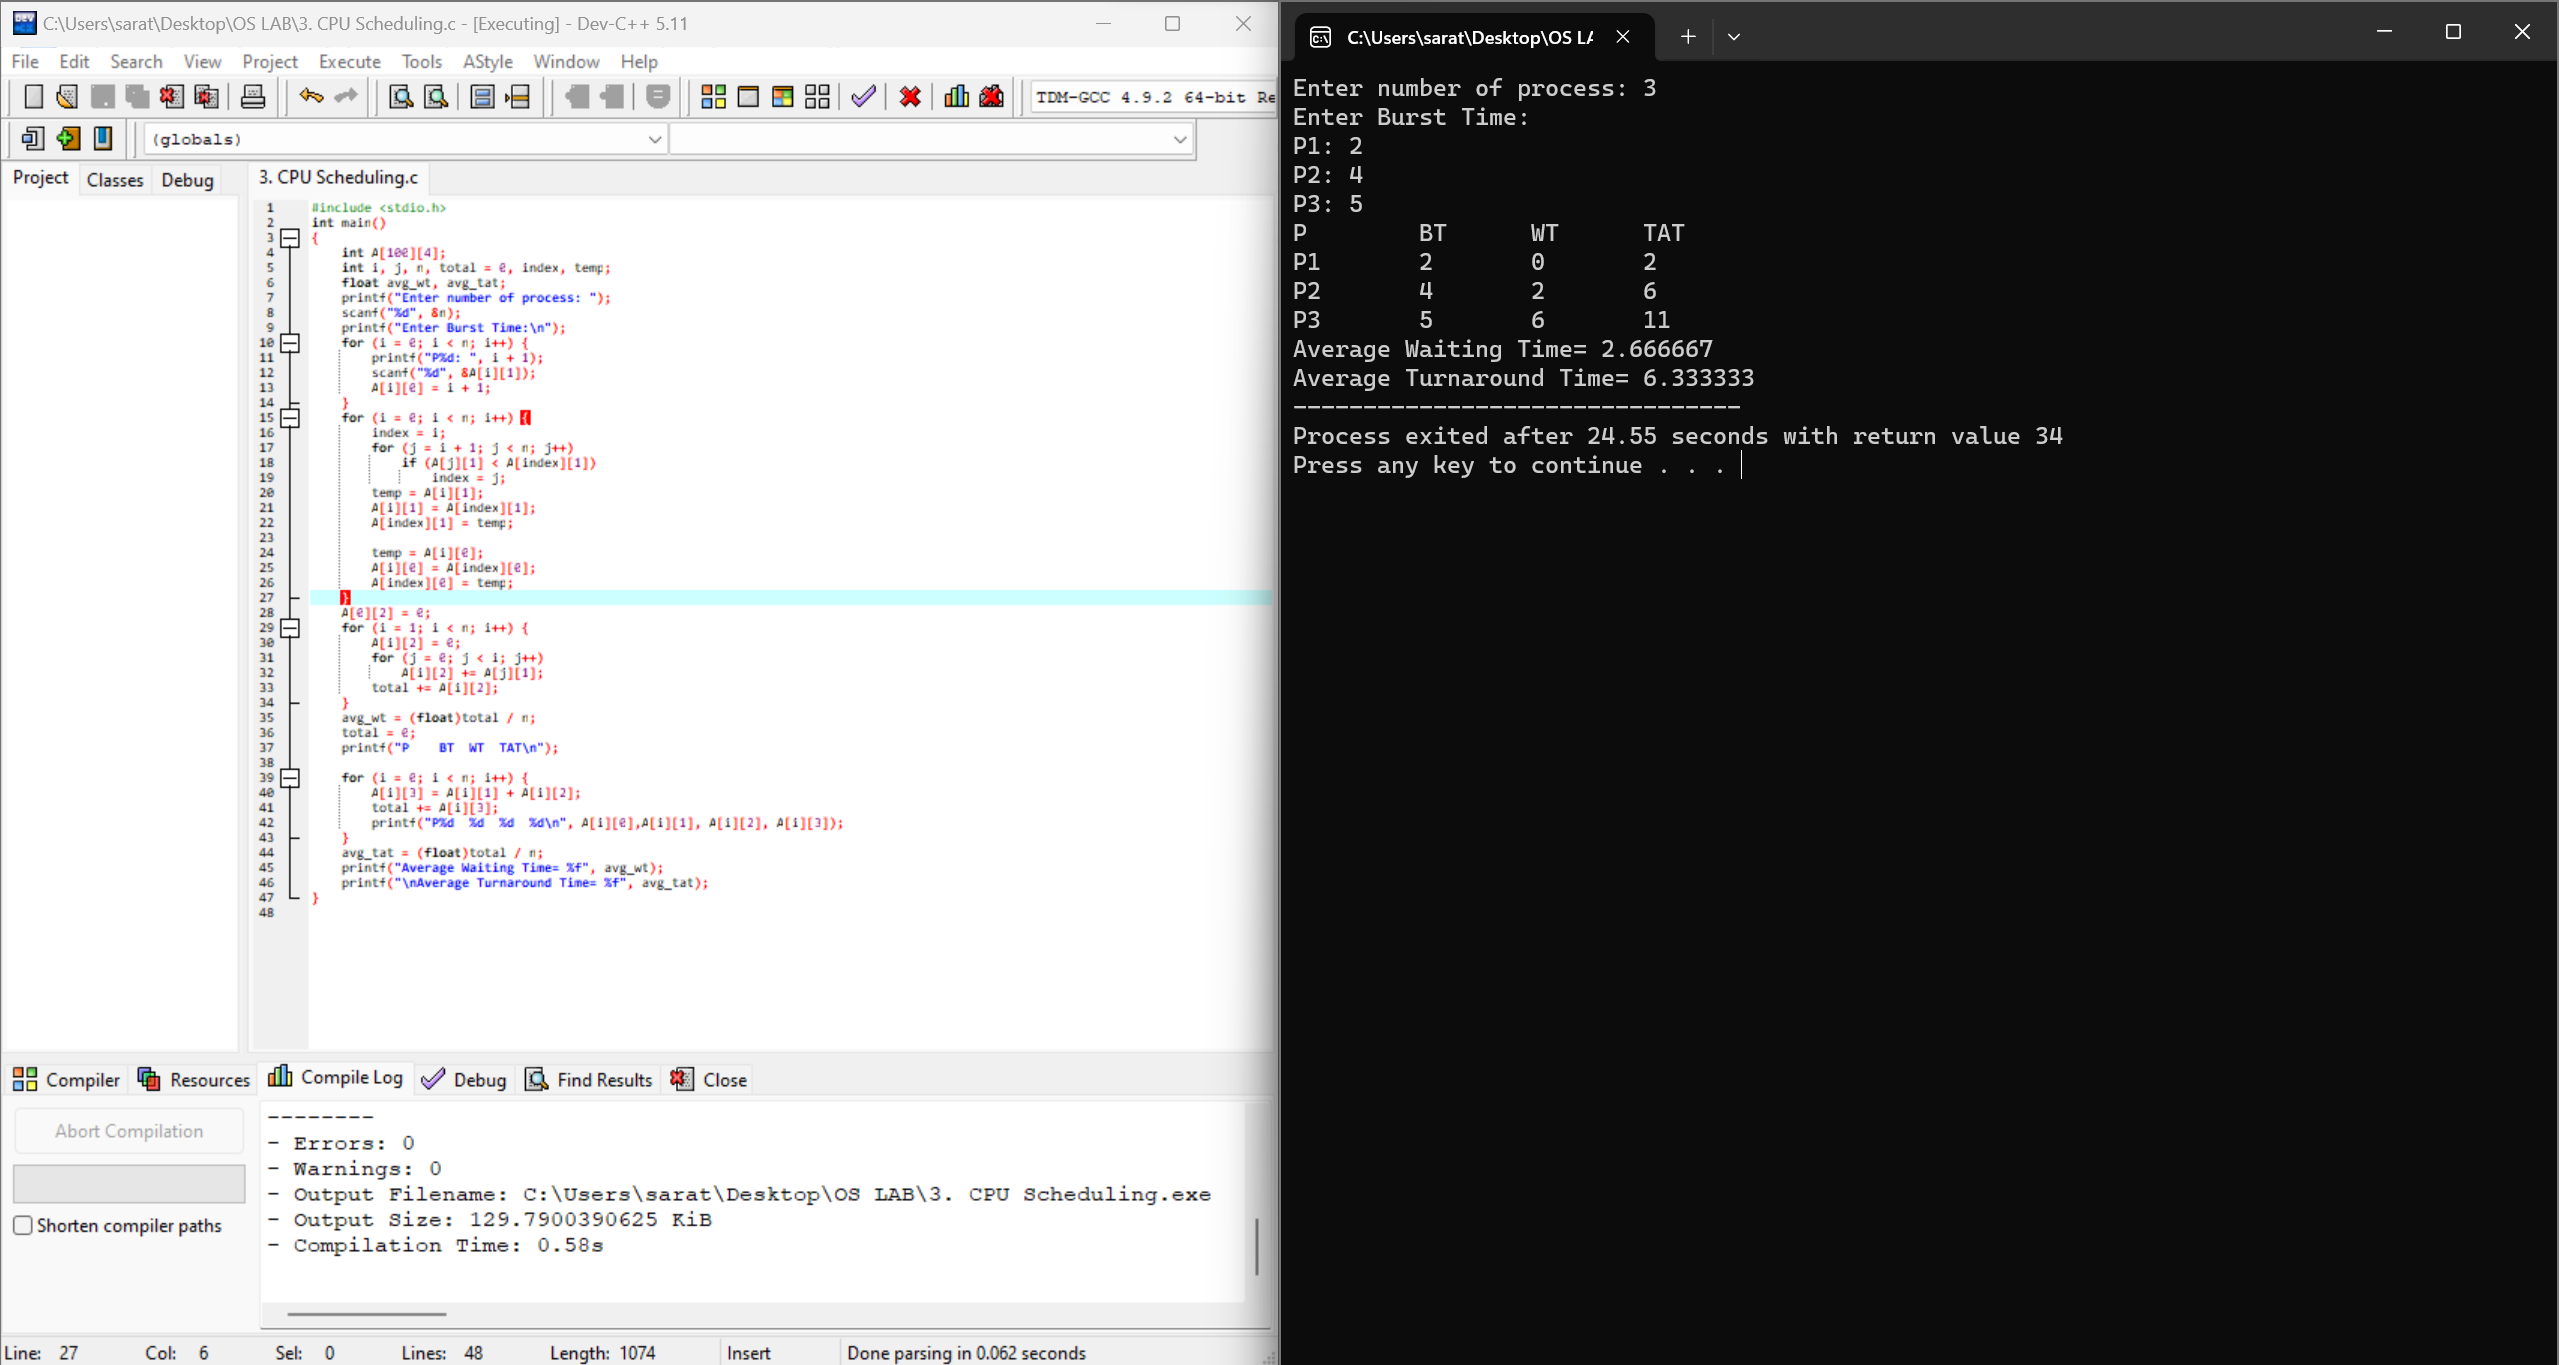 C:\Users\sarat\Desktop\OS LAB\3. CPU Scheduling.c - [Executing] - Dev-C++ 5.11
File Edit Search View Project Execute Tools AStyle Window Help
TDM-GCC 4.9.2 64-bit Re
(globals)
Project Classes Debug
3. CPU Scheduling.c
1 #include <stdio.h>
2 int main()
3 {
4 int A[100][4];
5 int i, j, n, total = 0, index, temp;
6 float avg_wt, avg_tat;
7 printf("Enter number of process: ");
8 scanf("%d", &n);
9 printf("Enter Burst Time:\n");
10 for (i = 0; i < n; i++) {
11 printf("P%d: ", i + 1);
12 scanf("%d", &A[i][1]);
13 A[i][0] = i + 1;
14 }
15 for (i = 0; i < n; i++) {
16 index = i;
17 for (j = i + 1; j < n; j++)
18 if (A[j][1] < A[index][1])
19 index = j;
20 temp = A[i][1];
21 A[i][1] = A[index][1];
22 A[index][1] = temp;
23
24 temp = A[i][0];
25 A[i][0] = A[index][0];
26 A[index][0] = temp;
27 }
28 A[0][2] = 0;
29 for (i = 1; i < n; i++) {
30 A[i][2] = 0;
31 for (j = 0; j < i; j++)
32 A[i][2] += A[j][1];
33 total += A[i][2];
34 }
35 avg_wt = (float)total / n;
36 total = 0;
37 printf("P    BT  WT  TAT\n");
38
39 for (i = 0; i < n; i++) {
40 A[i][3] = A[i][1] + A[i][2];
41 total += A[i][3];
42 printf("P%d  %d  %d  %d\n", A[i][0],A[i][1], A[i][2], A[i][3]);
43 }
44 avg_tat = (float)total / n;
45 printf("Average Waiting Time= %f", avg_wt);
46 printf("\nAverage Turnaround Time= %f", avg_tat);
47 }
48
Compiler Resources Compile Log Debug Find Results Close
Abort Compilation
Shorten compiler paths
--------
- Errors: 0
- Warnings: 0
- Output Filename: C:\Users\sarat\Desktop\OS LAB\3. CPU Scheduling.exe
- Output Size: 129.7900390625 KiB
- Compilation Time: 0.58s
Line: 27 Col: 6 Sel: 0 Lines: 48 Length: 1074 Insert Done parsing in 0.062 seconds
C:\Users\sarat\Desktop\OS LA
Enter number of process: 3
Enter Burst Time:
P1: 2
P2: 4
P3: 5
P BT WT TAT
P1 2 0 2
P2 4 2 6
P3 5 6 11
Average Waiting Time= 2.666667
Average Turnaround Time= 6.333333
--------------------------------
Process exited after 24.55 seconds with return value 34
Press any key to continue . . .